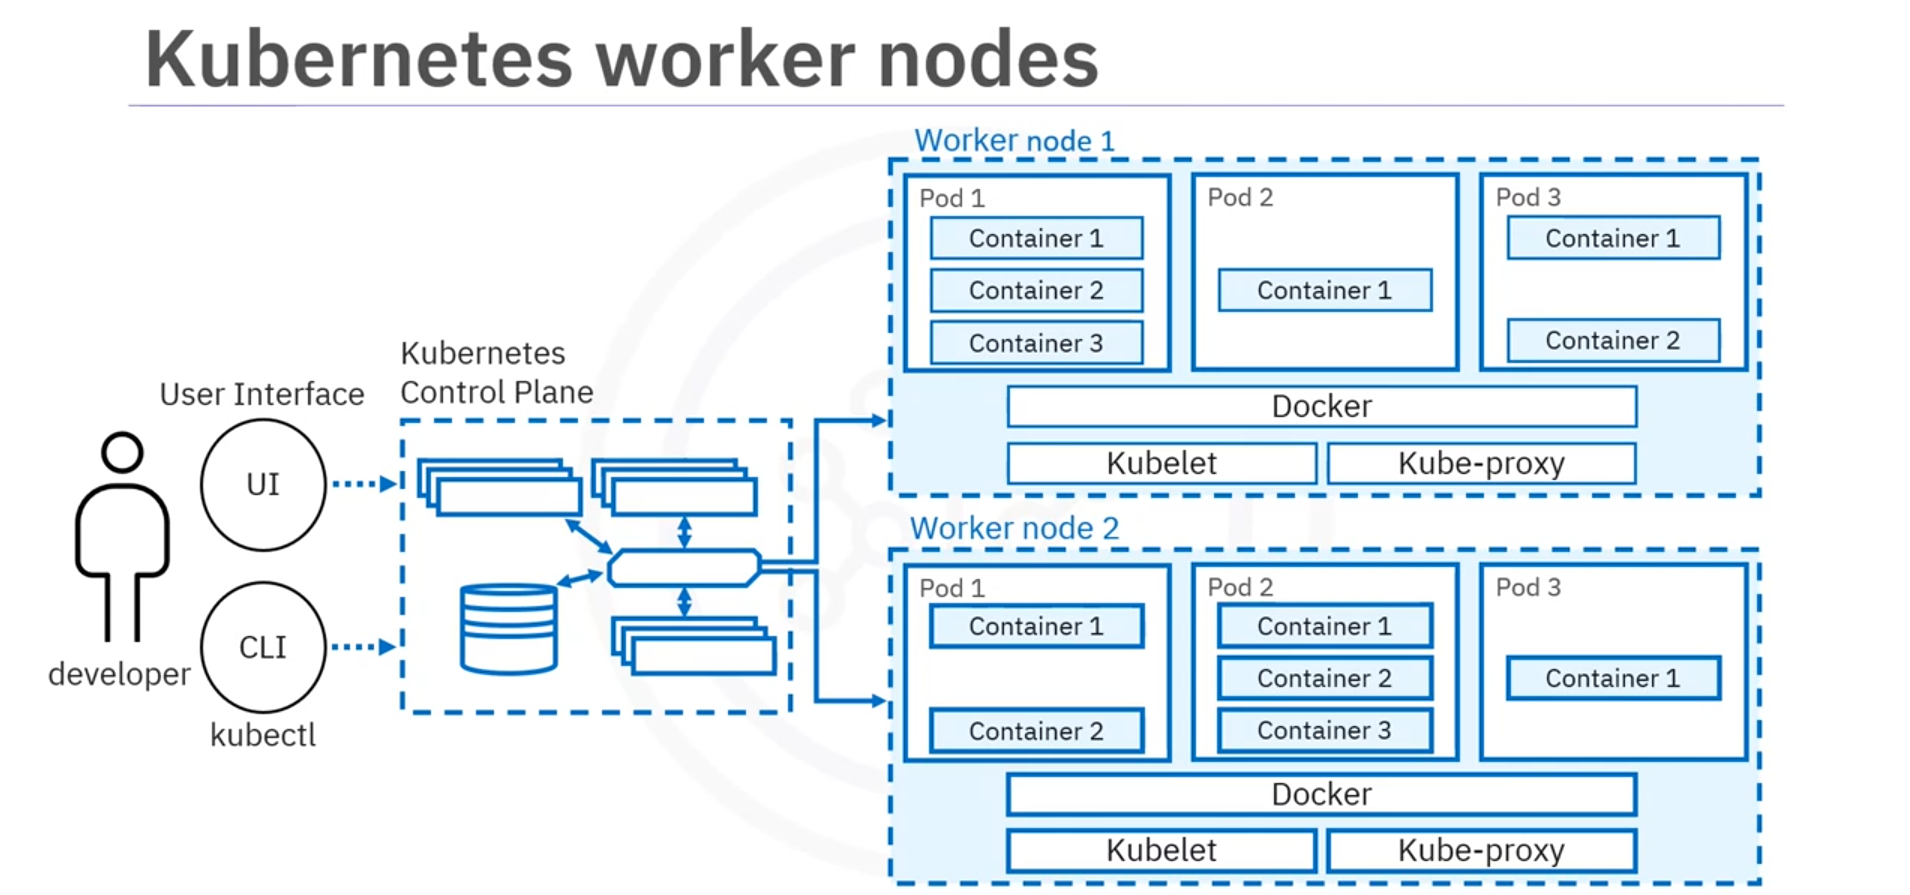 Kubernetes worker nodes
developer
User Interface
UI
CLI
kubectl
Kubernetes
Control Plane
Worker node 1
Pod 1
Container 1
Container 2
Container 3
Pod 2
Container 1
Pod 3
Container 1
Container 2
Docker
Kubelet
Kube-proxy
Worker node 2
Pod 1
Container 1
Container 2
Pod 2
Container 1
Container 2
Container 3
Pod 3
Container 1
Docker
Kubelet
Kube-proxy